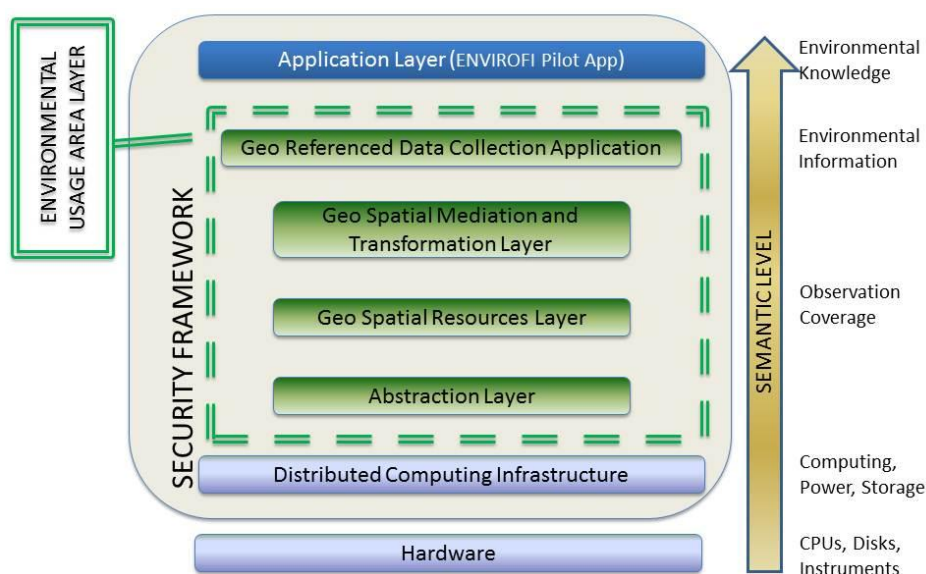 ENVIRONMENTAL
USAGE AREA LAYER
SECURITY FRAMEWORK
Application Layer (ENVIROFI Pilot App)
Geo Referenced Data Collection Application
Geo Spatial Mediation and
Transformation Layer
Geo Spatial Resources Layer
Abstraction Layer
Distributed Computing Infrastructure
Hardware
SEMANTIC LEVEL
Environmental
Knowledge
Environmental
Information
Observation
Coverage
Computing,
Power, Storage
CPUs, Disks,
Instruments